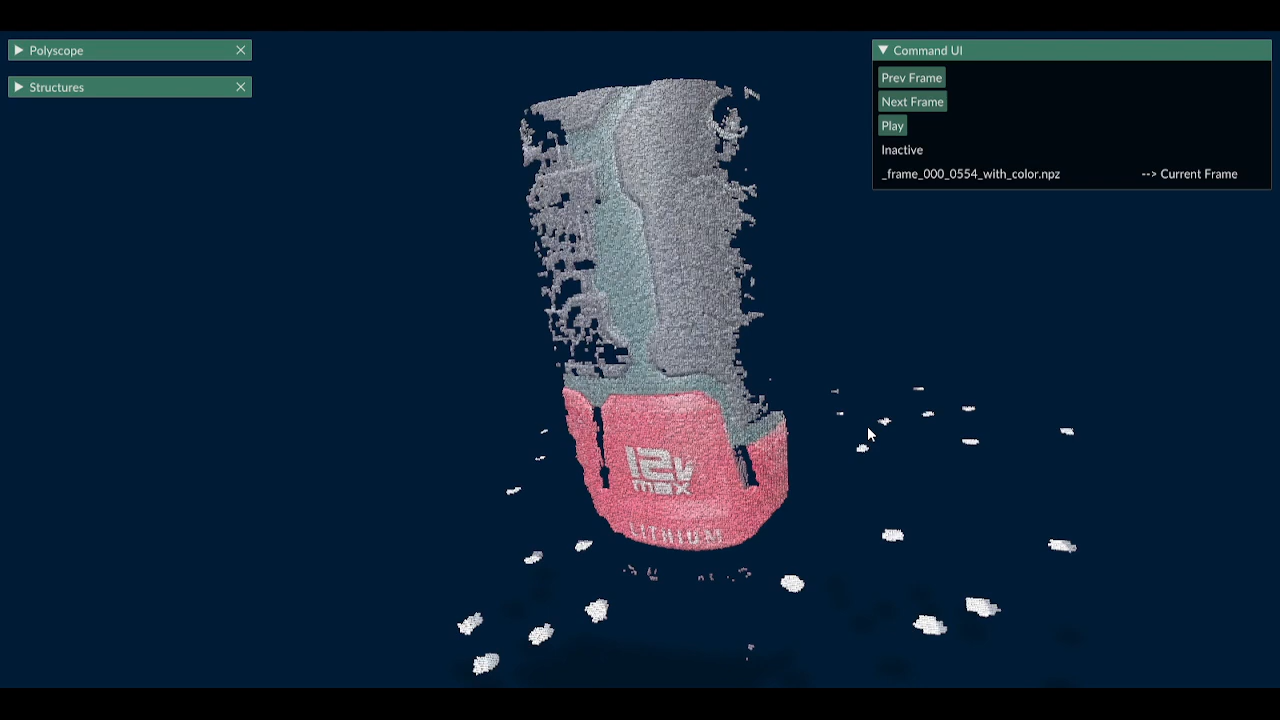 Polyscope
Structures
Command UI
Prev Frame
Next Frame
Play
Inactive
_frame_000_0554_with_color.npz --> Current Frame
12v
max
LITHIUM